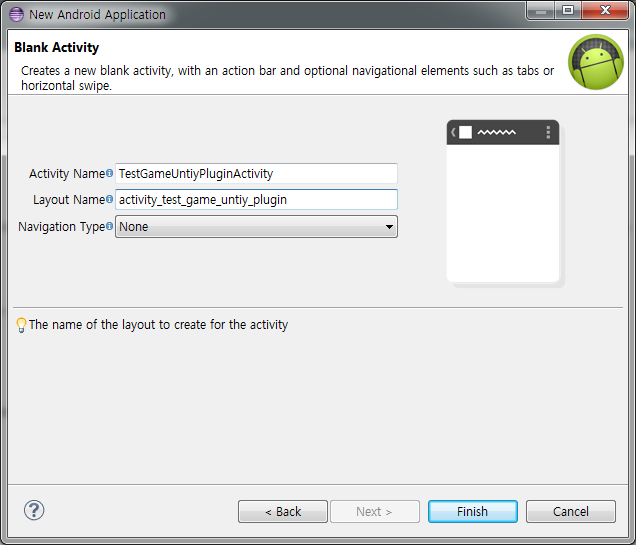 New Android Application
Blank Activity
Creates a new blank activity, with an action bar and optional navigational elements such as tabs or
horizontal swipe.
Activity Name TestGameUntiyPluginActivity
Layout Name activity_test_game_untiy_plugin
Navigation Type None
The name of the layout to create for the activity
?
< Back Next > Finish Cancel